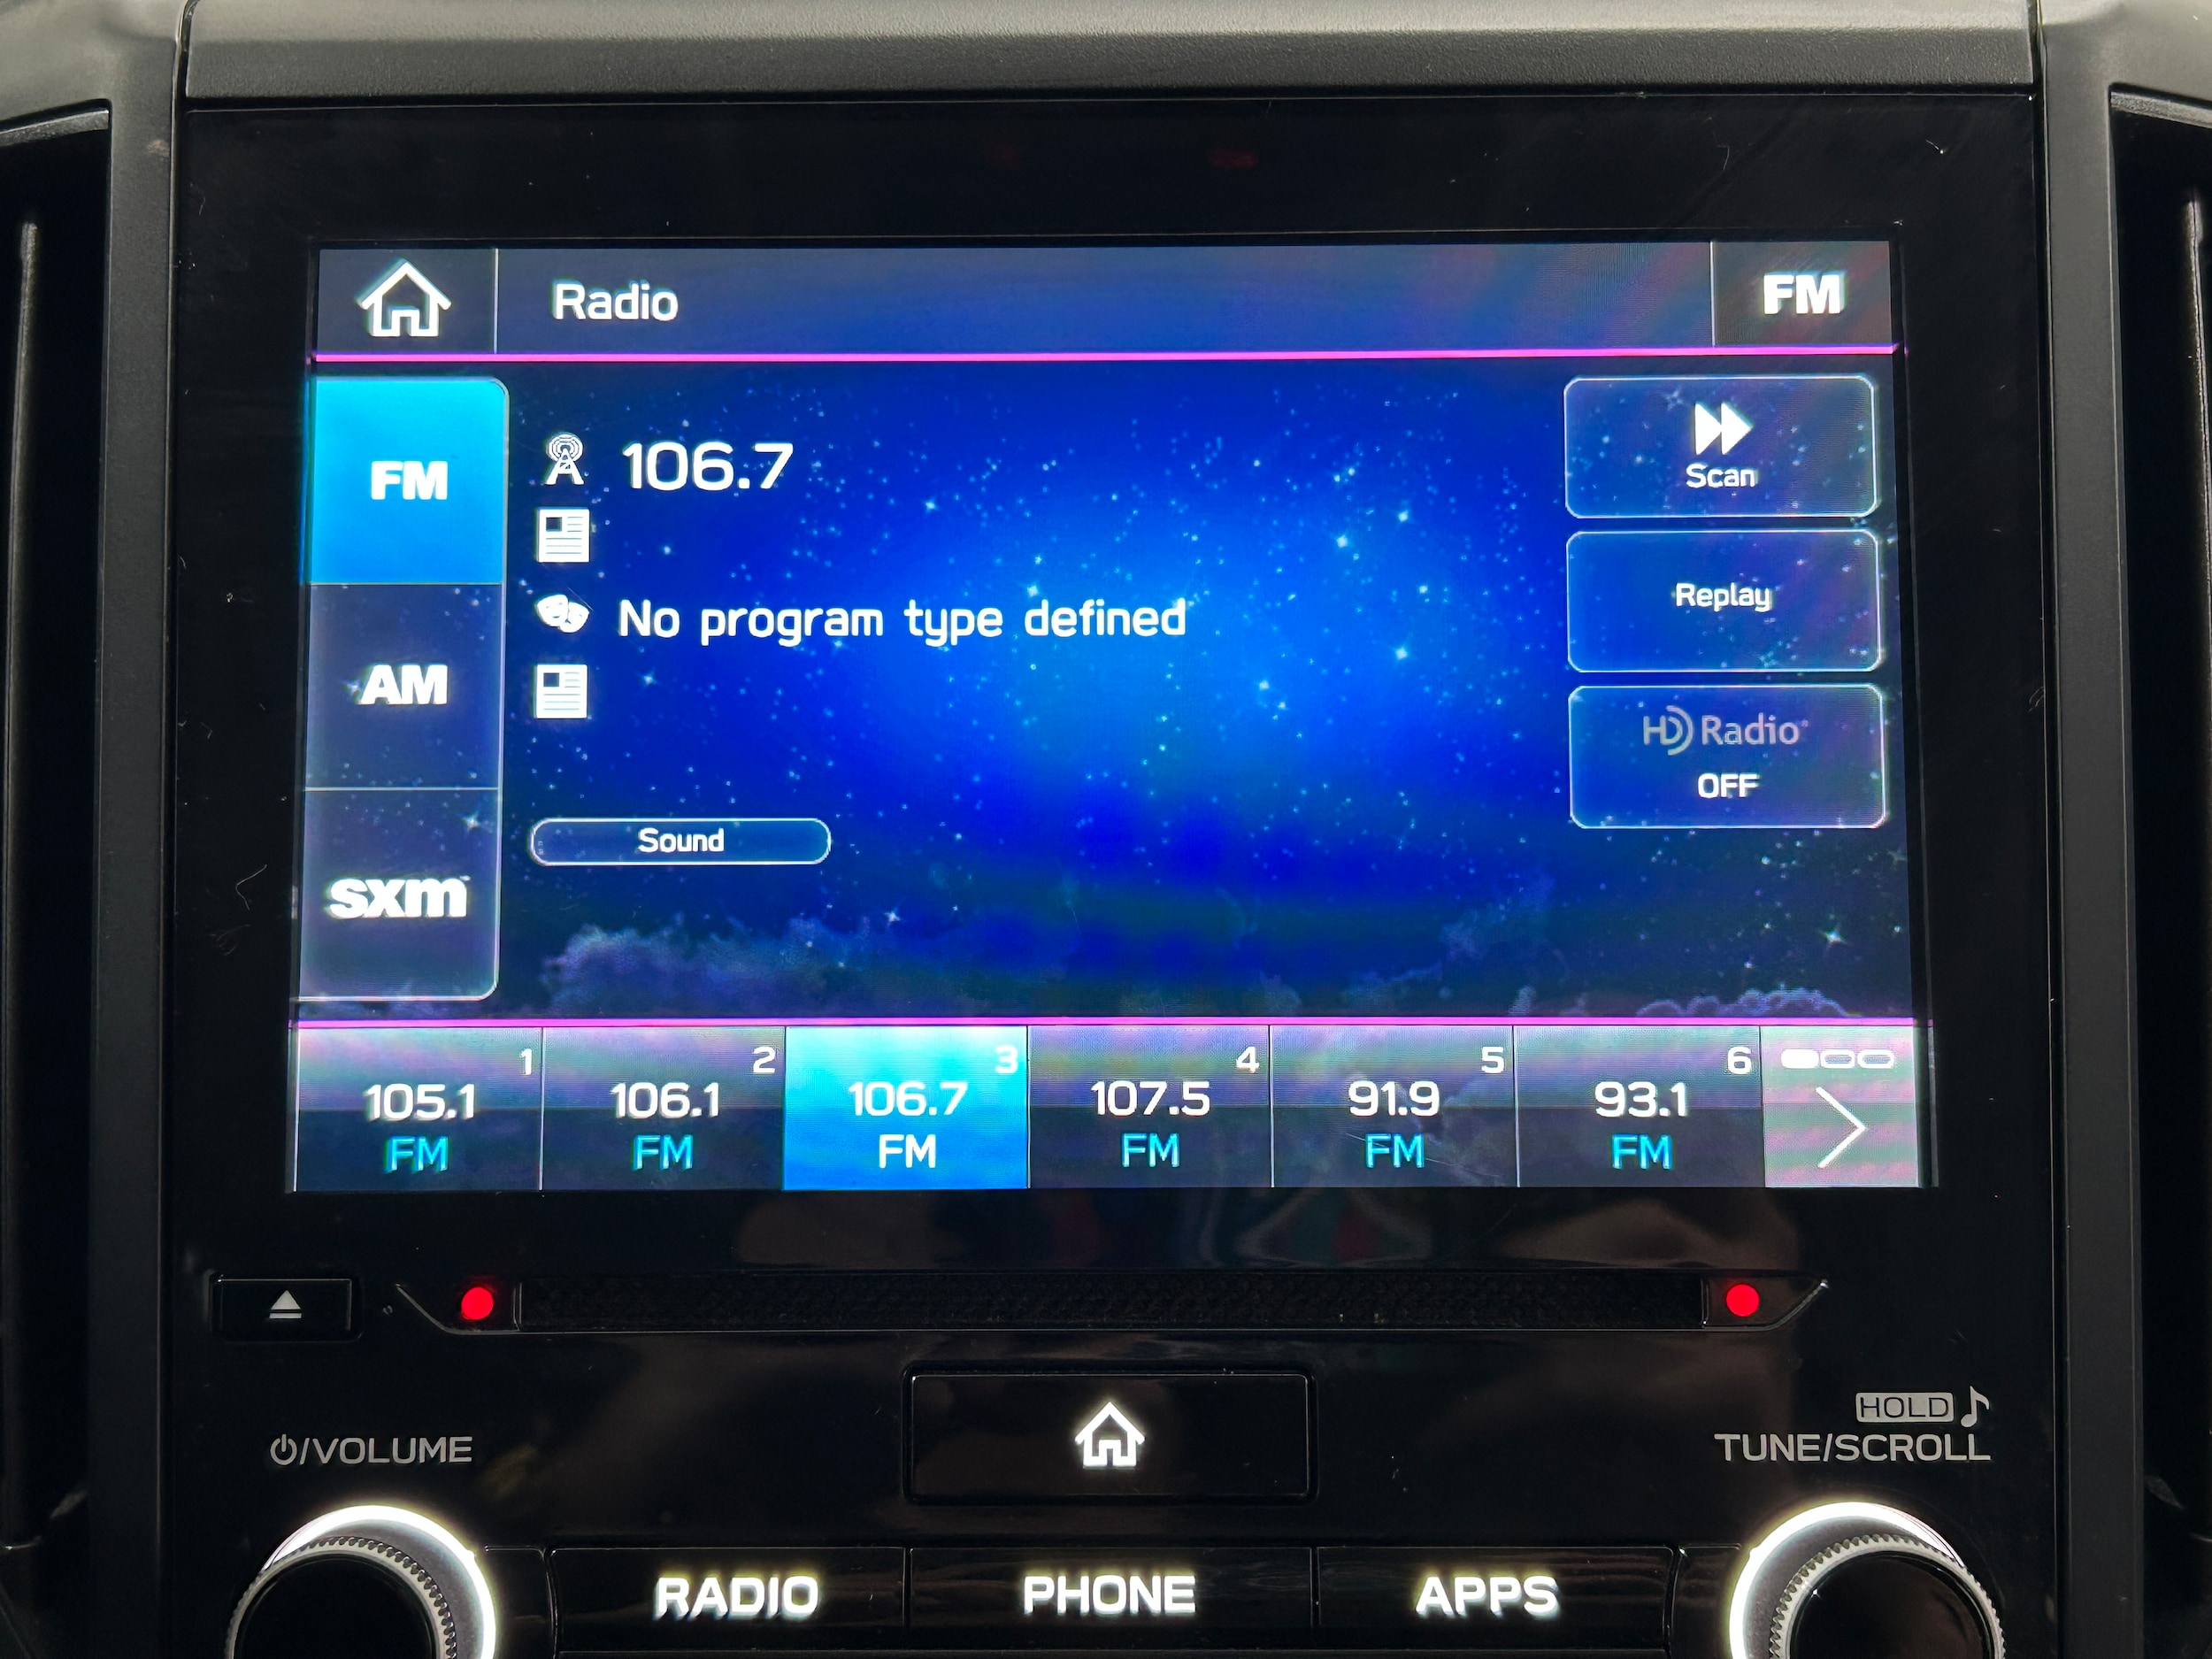 Radio
FM
FM
AM
sxm
106.7
No program type defined
Sound
Scan
Replay
HD Radio
OFF
1
105.1
FM
2
106.1
FM
3
106.7
FM
4
107.5
FM
5
91.9
FM
6
93.1
FM
/VOLUME
HOLD
TUNE/SCROLL
RADIO
PHONE
APPS